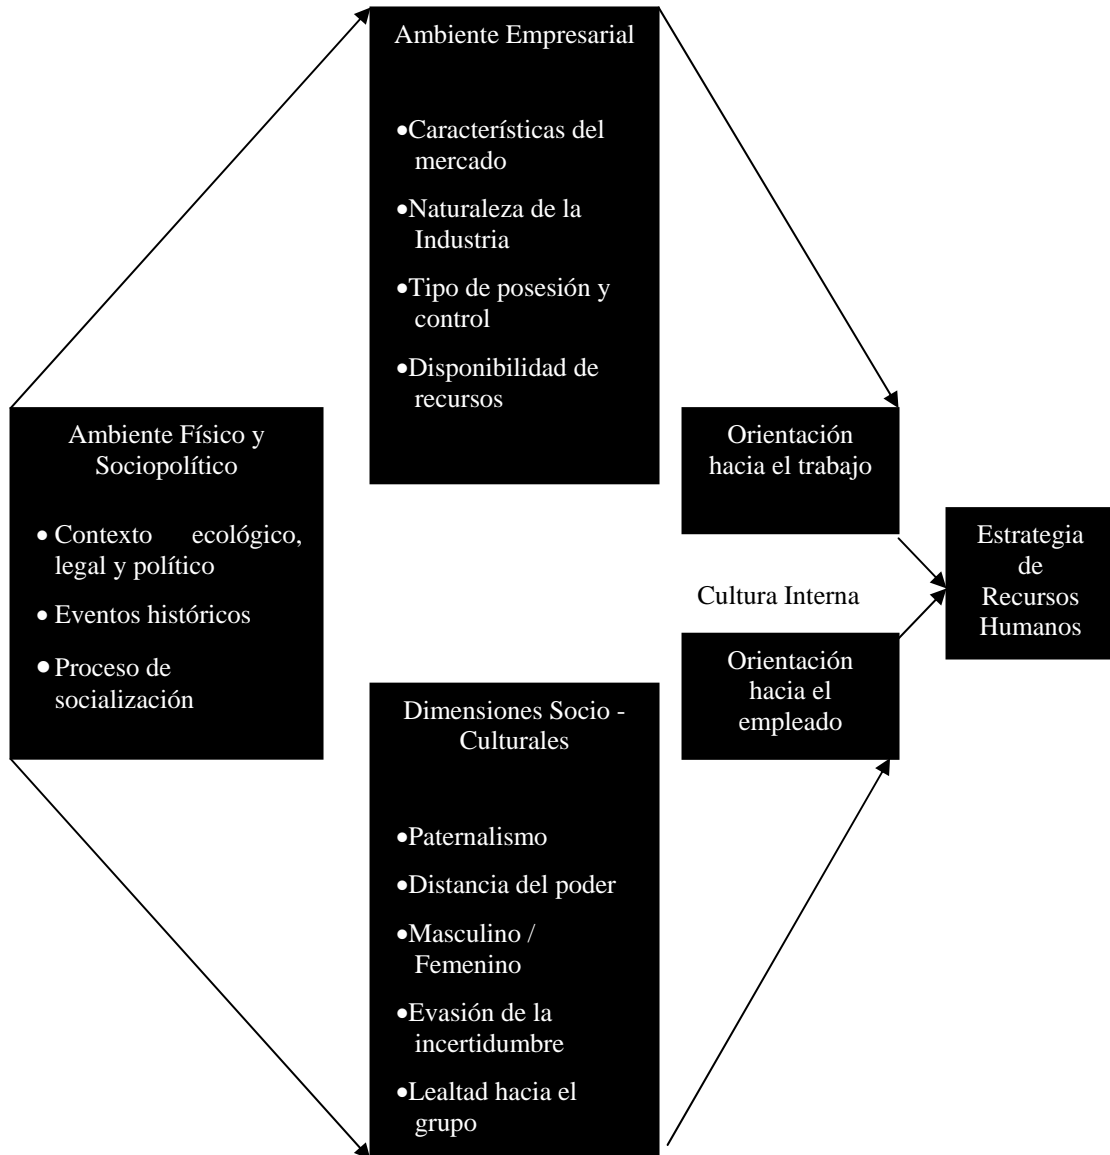 Ambiente Empresarial
•Características del
mercado
•Naturaleza de la
Industria
•Tipo de posesión y
control
•Disponibilidad de
recursos
Ambiente Físico y
Sociopolítico
• Contexto ecológico,
legal y político
• Eventos históricos
• Proceso de
socialización
Orientación
hacia el trabajo
Cultura Interna
Orientación
hacia el
empleado
Estrategia
de
Recursos
Humanos
Dimensiones Socio -
Culturales
•Paternalismo
•Distancia del poder
•Masculino /
Femenino
•Evasión de la
incertidumbre
•Lealtad hacia el
grupo